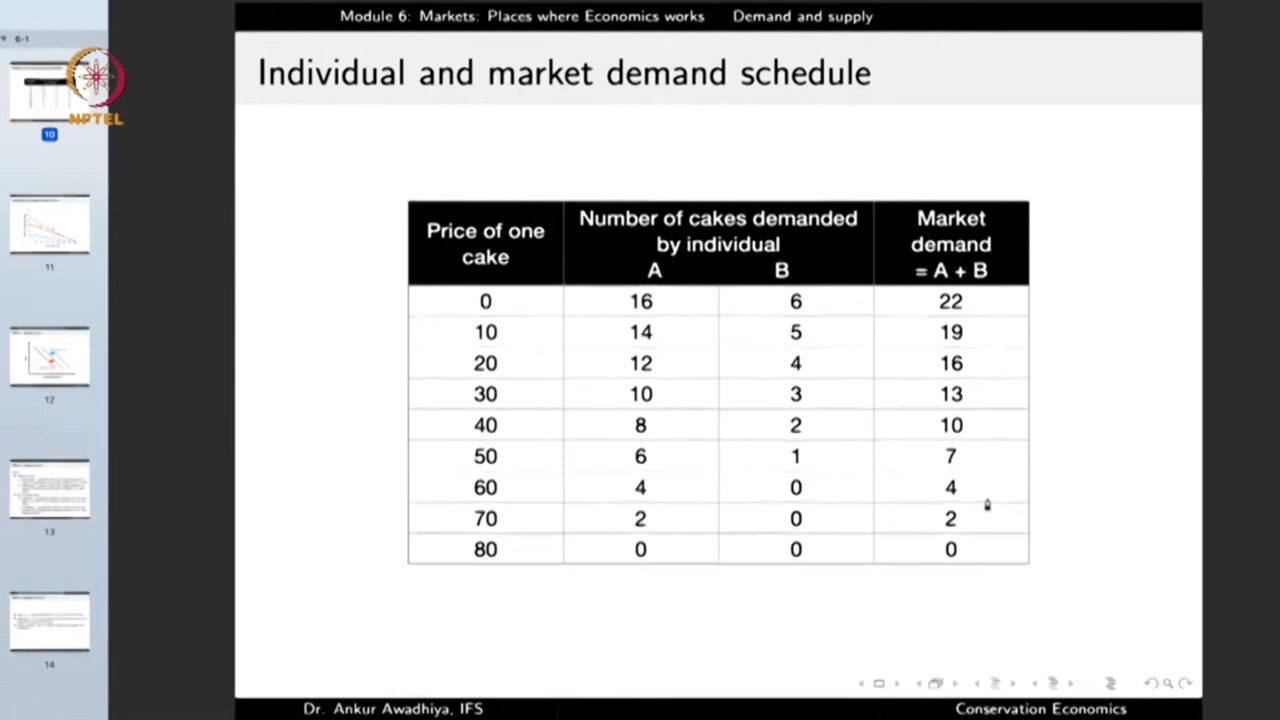 Module 6: Markets: Places where Economics works Demand and supply
6-1
NPTEL
Individual and market demand schedule
Price of one cake Number of cakes demanded by individual Market demand = A + B
A B
0 16 6 22
10 14 5 19
20 12 4 16
30 10 3 13
40 8 2 10
50 6 1 7
60 4 0 4
70 2 0 2
80 0 0 0
10
11
12
13
14
Dr. Ankur Awadhiya, IFS Conservation Economics